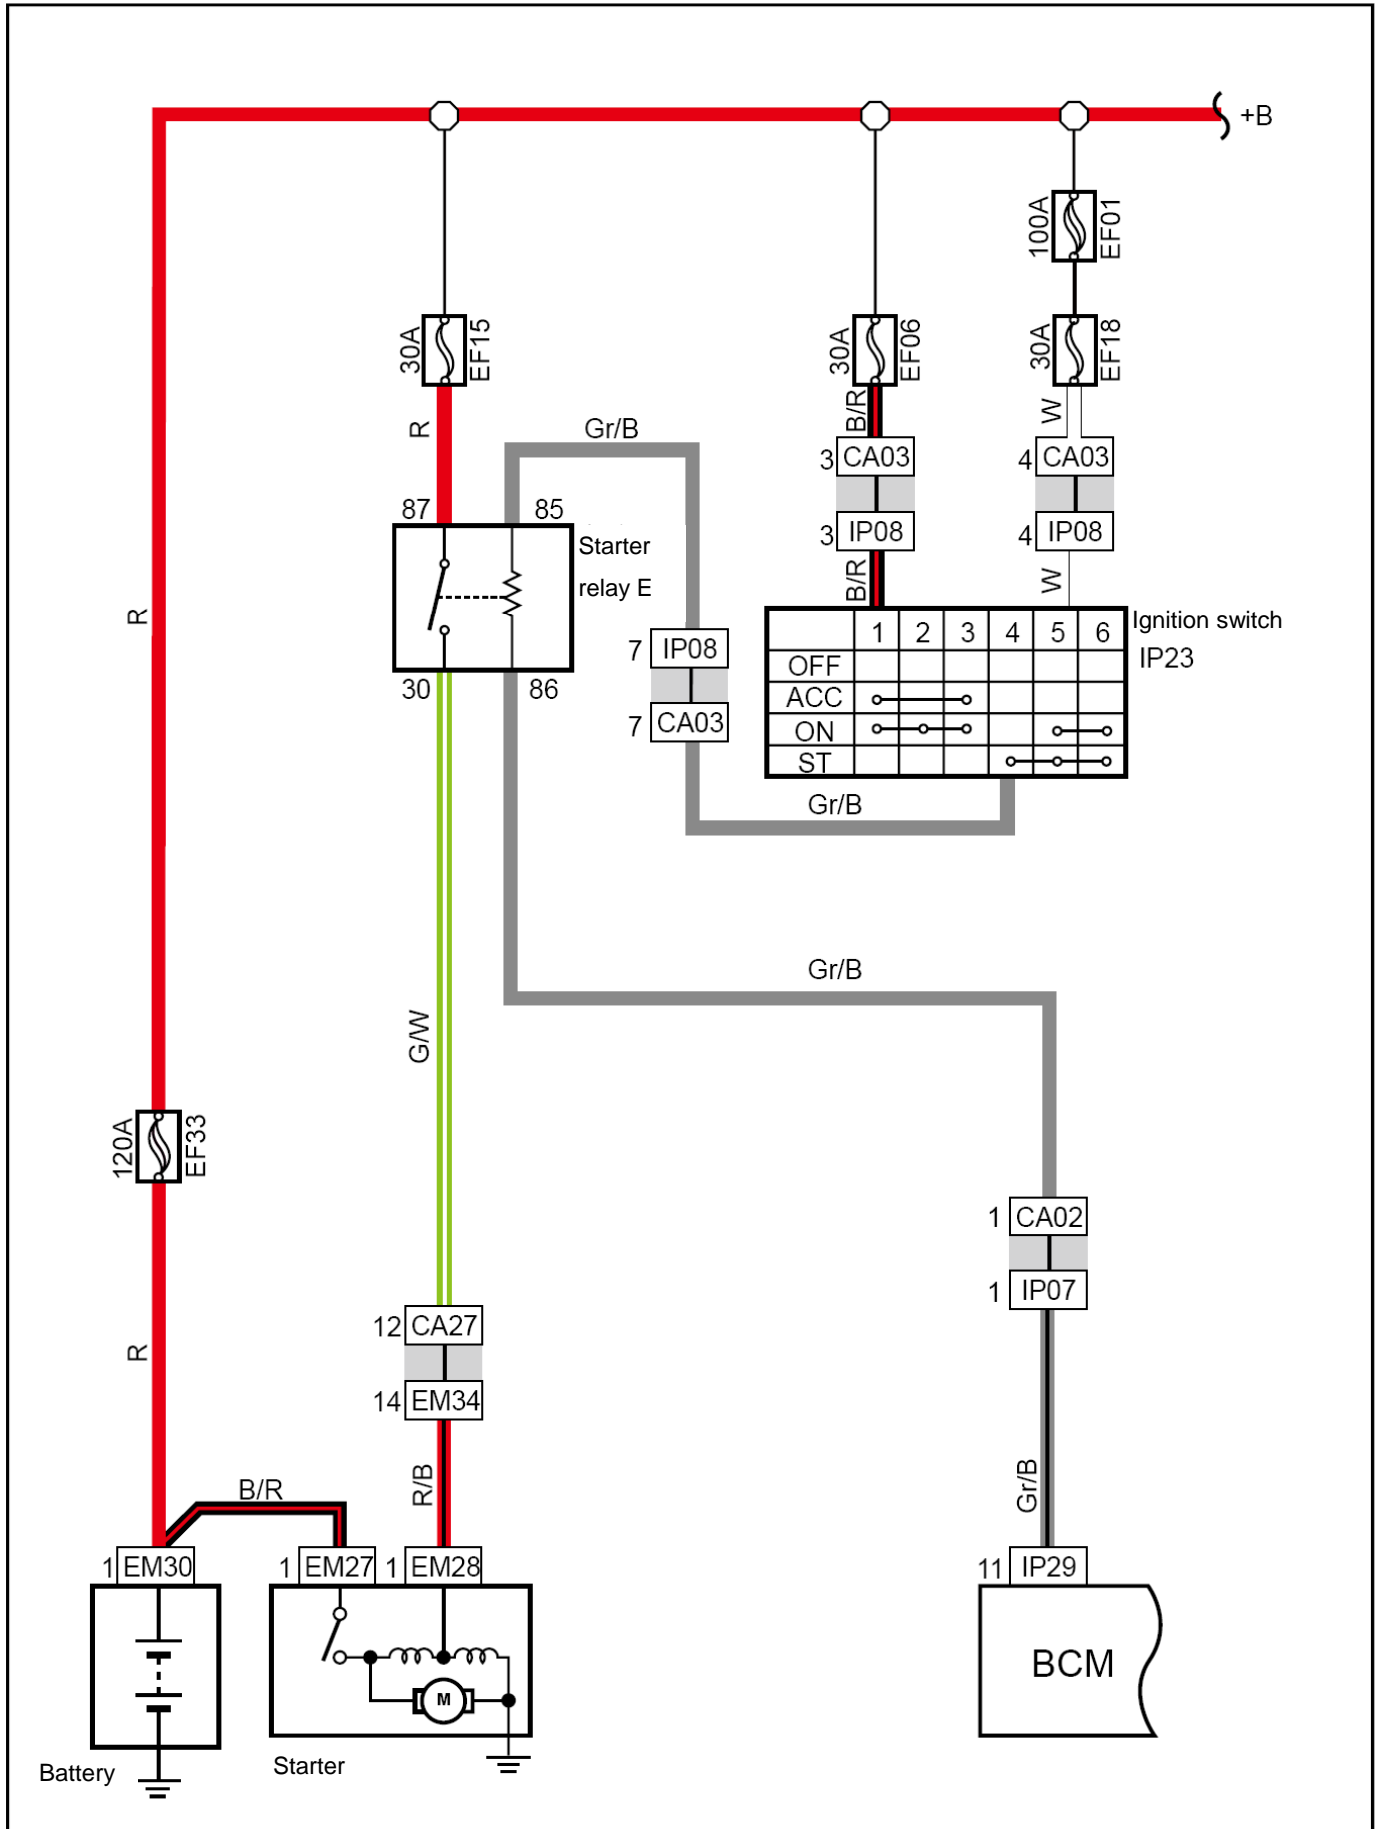 +B
100A
EF01
30A
EF15
30A
EF06
30A
EF18
R
Gr/B
B/R
W
3 CA03
4 CA03
87
85
3 IP08
4 IP08
Starter
relay E
B/R
W
R
Ignition switch
IP23
1 2 3 4 5 6
OFF
ACC
ON
ST
7 IP08
7 CA03
30
86
Gr/B
Gr/B
G/W
120A
EF33
1 CA02
1 IP07
12 CA27
R
14 EM34
B/R
R/B
Gr/B
1 EM30
1 EM27
1 EM28
11 IP29
M
BCM
Battery
Starter